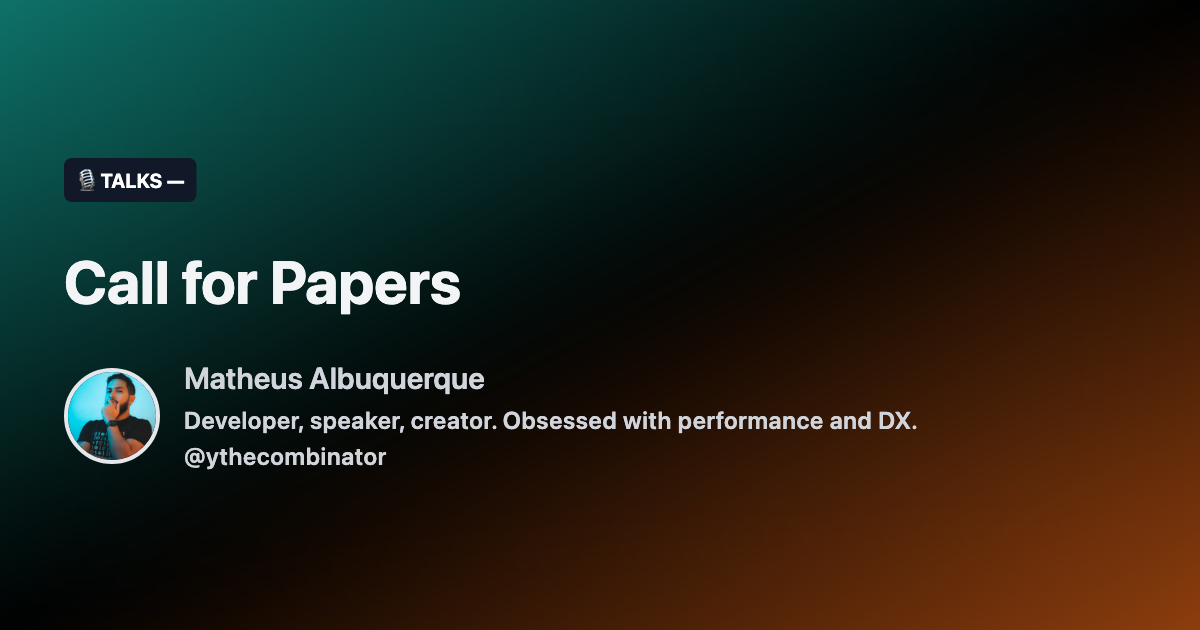 🎙 TALKS —
Call for Papers
Matheus Albuquerque
Developer, speaker, creator. Obsessed with performance and DX.
@ythecombinator